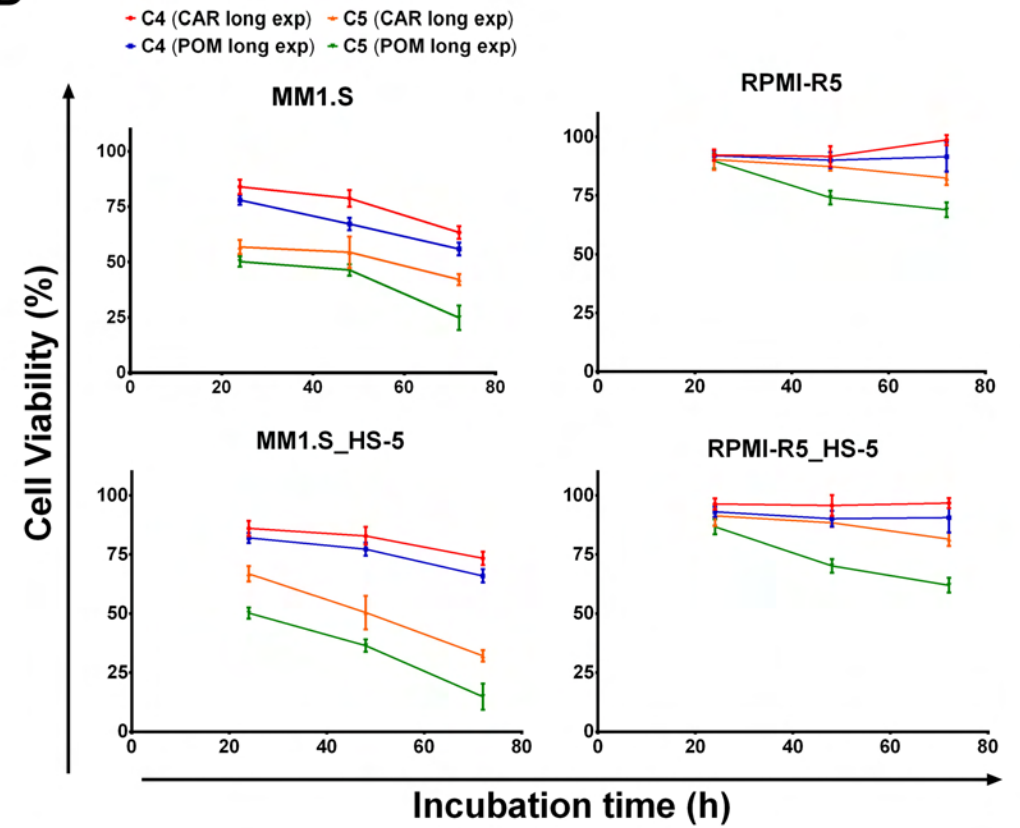 C4 (CAR long exp) C5 (CAR long exp)
C4 (POM long exp) C5 (POM long exp)
MM1.S
100
75
50
25
0
0 20 40 60 80
RPMI-R5
100
75
50
25
0
0 20 40 60 80
MM1.S_HS-5
100
75
50
25
0
0 20 40 60 80
RPMI-R5_HS-5
100
75
50
25
0
0 20 40 60 80
Cell Viability (%)
Incubation time (h)